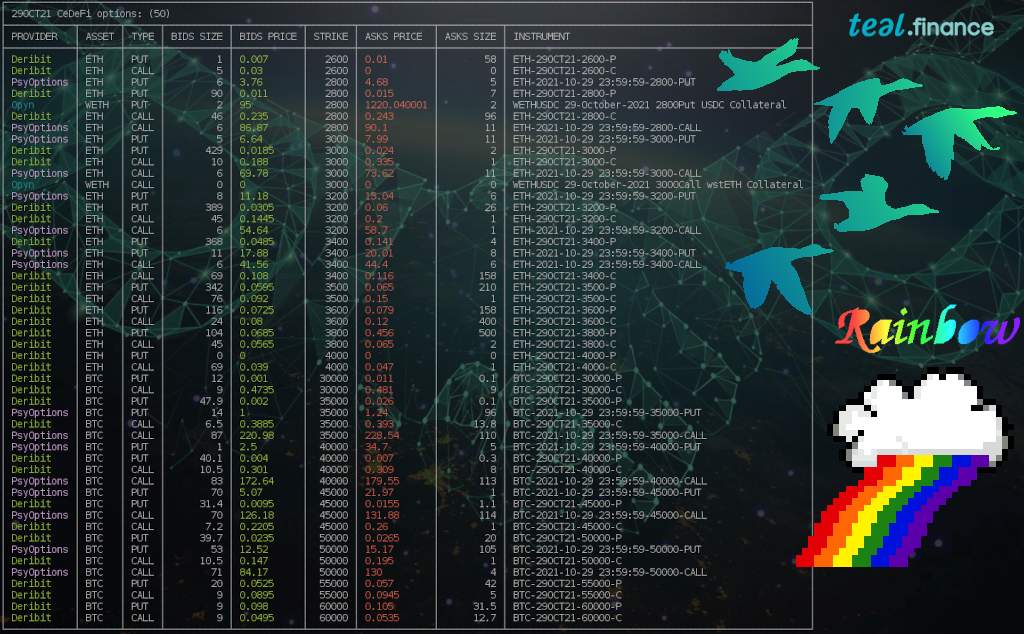 29OCT21 CeDeFi options: (50)
PROVIDER ASSET TYPE BIDS SIZE BIDS PRICE STRIKE ASKS PRICE ASKS SIZE INSTRUMENT
Deribit ETH PUT 1 0.007 2600 0.01 58 ETH-29OCT21-2600-P
Deribit ETH CALL 5 0.03 2600 0 0 ETH-29OCT21-2600-C
PsyOptions ETH PUT 6 3.76 2800 4.68 5 ETH-2021-10-29 23:59:59-2800-PUT
Deribit ETH PUT 90 0.011 2800 0.015 7 ETH-29OCT21-2800-P
Opyn WETH PUT 2 95 2800 1220.040001 2 WETHUSDC 29-October-2021 2800Put USDC Collateral
Deribit ETH CALL 46 0.235 2800 0.243 96 ETH-29OCT21-2800-C
PsyOptions ETH CALL 6 86.87 2800 90.1 11 ETH-2021-10-29 23:59:59-2800-CALL
PsyOptions ETH PUT 5 6.64 3000 7.99 11 ETH-2021-10-29 23:59:59-3000-PUT
Deribit ETH PUT 429 0.0185 3000 0.024 2 ETH-29OCT21-3000-P
Deribit ETH CALL 10 0.188 3000 0.335 1 ETH-29OCT21-3000-C
PsyOptions ETH CALL 6 69.78 3000 73.62 11 ETH-2021-10-29 23:59:59-3000-CALL
Opyn WETH CALL 0 0 3000 0 0 WETHUSDC 29-October-2021 3000Call wstETH Collateral
PsyOptions ETH PUT 8 11.18 3200 13.04 6 ETH-2021-10-29 23:59:59-3200-PUT
Deribit ETH PUT 389 0.0305 3200 0.06 26 ETH-29OCT21-3200-P
Deribit ETH CALL 45 0.1445 3200 0.2 1 ETH-29OCT21-3200-C
PsyOptions ETH CALL 6 54.64 3200 58.7 1 ETH-2021-10-29 23:59:59-3200-CALL
Deribit ETH PUT 368 0.0485 3400 0.141 4 ETH-29OCT21-3400-P
PsyOptions ETH PUT 11 17.88 3400 20.01 8 ETH-2021-10-29 23:59:59-3400-PUT
PsyOptions ETH CALL 6 41.56 3400 44.4 6 ETH-2021-10-29 23:59:59-3400-CALL
Deribit ETH CALL 69 0.108 3400 0.116 158 ETH-29OCT21-3400-C
Deribit ETH PUT 342 0.0595 3500 0.065 210 ETH-29OCT21-3500-P
Deribit ETH CALL 76 0.092 3500 0.15 1 ETH-29OCT21-3500-C
Deribit ETH PUT 116 0.0725 3600 0.079 158 ETH-29OCT21-3600-P
Deribit ETH CALL 24 0.08 3600 0.12 400 ETH-29OCT21-3600-C
Deribit ETH PUT 104 0.0685 3800 0.456 500 ETH-29OCT21-3800-P
Deribit ETH CALL 45 0.0565 3800 0.065 2 ETH-29OCT21-3800-C
Deribit ETH PUT 0 0 4000 0 0 ETH-29OCT21-4000-P
Deribit ETH CALL 69 0.039 4000 0.047 1 ETH-29OCT21-4000-C
Deribit BTC PUT 12 0.001 30000 0.011 0.1 BTC-29OCT21-30000-P
Deribit BTC CALL 9 0.4735 30000 0.481 9 BTC-29OCT21-30000-C
Deribit BTC PUT 47.9 0.002 35000 0.026 0.1 BTC-29OCT21-35000-P
PsyOptions BTC PUT 14 1 35000 1.24 96 BTC-2021-10-29 23:59:59-35000-PUT
Deribit BTC CALL 6.5 0.3885 35000 0.393 13.8 BTC-29OCT21-35000-C
PsyOptions BTC CALL 87 220.98 35000 228.54 110 BTC-2021-10-29 23:59:59-35000-CALL
PsyOptions BTC PUT 1 2.5 40000 34.7 5 BTC-2021-10-29 23:59:59-40000-PUT
Deribit BTC PUT 40.1 0.004 40000 0.007 0.3 BTC-29OCT21-40000-P
Deribit BTC CALL 10.5 0.301 40000 0.309 8 BTC-29OCT21-40000-C
PsyOptions BTC CALL 83 172.64 40000 179.55 113 BTC-2021-10-29 23:59:59-40000-CALL
PsyOptions BTC PUT 70 5.07 45000 21.97 1 BTC-2021-10-29 23:59:59-45000-PUT
Deribit BTC PUT 31.4 0.0095 45000 0.0155 1.1 BTC-29OCT21-45000-P
PsyOptions BTC CALL 70 126.18 45000 131.88 114 BTC-2021-10-29 23:59:59-45000-CALL
Deribit BTC CALL 7.2 0.2205 45000 0.26 1 BTC-29OCT21-45000-C
Deribit BTC PUT 39.7 0.0235 50000 0.0265 20 BTC-29OCT21-50000-P
PsyOptions BTC PUT 53 12.52 50000 15.17 105 BTC-2021-10-29 23:59:59-50000-PUT
Deribit BTC CALL 10.5 0.147 50000 0.195 1 BTC-29OCT21-50000-C
PsyOptions BTC CALL 71 84.17 50000 130 4 BTC-2021-10-29 23:59:59-50000-CALL
Deribit BTC PUT 20 0.0525 55000 0.057 42 BTC-29OCT21-55000-P
Deribit BTC CALL 9 0.0895 55000 0.0945 5 BTC-29OCT21-55000-C
Deribit BTC PUT 9 0.098 60000 0.105 31.5 BTC-29OCT21-60000-P
Deribit BTC CALL 9 0.0495 60000 0.0535 12.7 BTC-29OCT21-60000-C
teal.finance
Rainbow